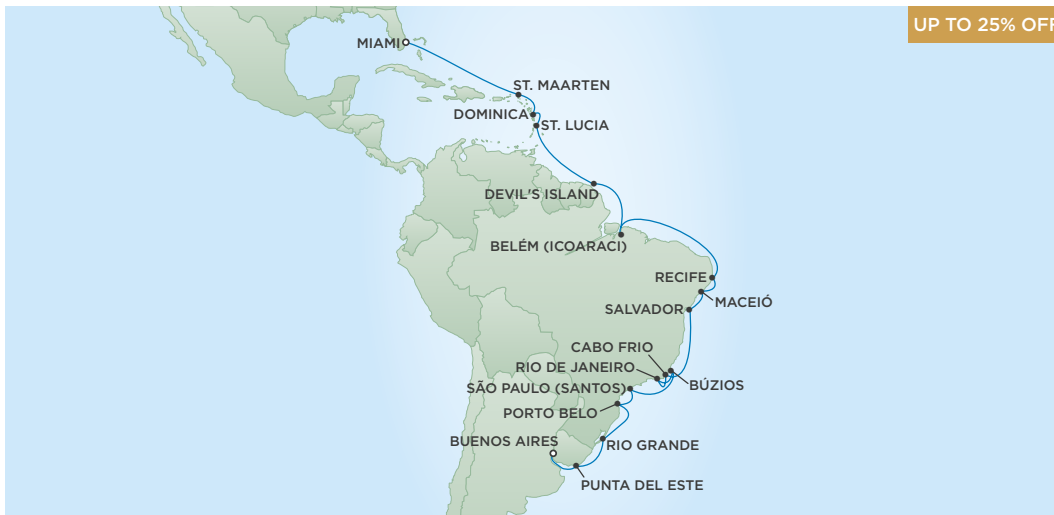 UP TO 25% OFF
MIAMI
ST. MAARTEN
DOMINICA
ST. LUCIA
DEVIL'S ISLAND
BELÉM (ICOARACI)
RECIFE
MACEIÓ
SALVADOR
CABO FRIO
RIO DE JANEIRO
BÚZIOS
SÃO PAULO (SANTOS)
PORTO BELO
BUENOS AIRES
RIO GRANDE
PUNTA DEL ESTE